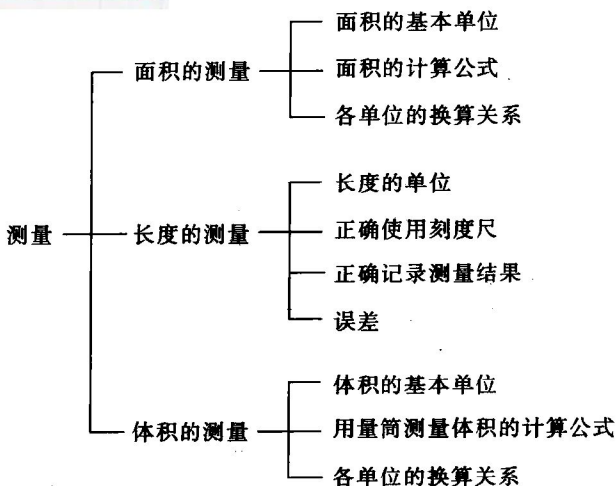 测量
面积的测量
面积的基本单位
面积的计算公式
各单位的换算关系
长度的测量
长度的单位
正确使用刻度尺
正确记录测量结果
误差
体积的测量
体积的基本单位
用量筒测量体积的计算公式
各单位的换算关系